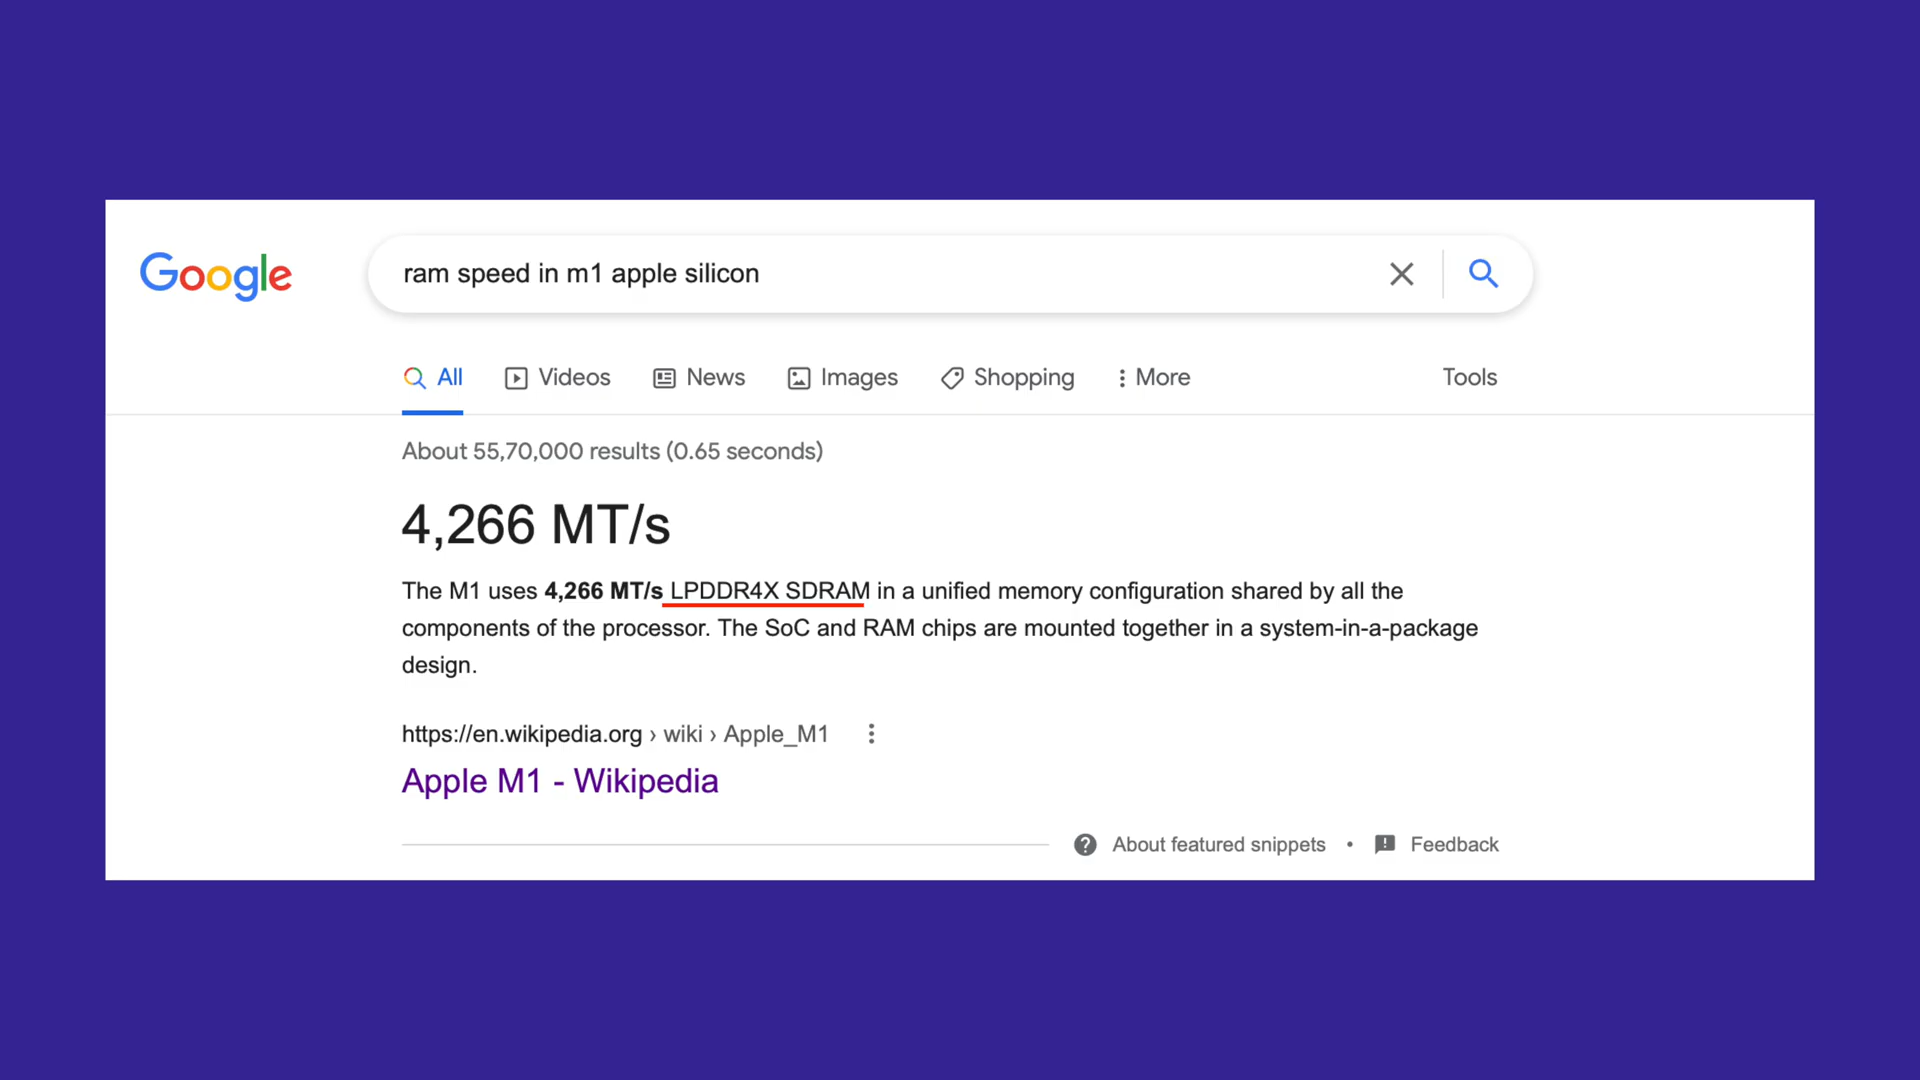 Google
ram speed in m1 apple silicon
All Videos News Images Shopping More Tools
About 55,70,000 results (0.65 seconds)
4,266 MT/s
The M1 uses 4,266 MT/s LPDDR4X SDRAM in a unified memory configuration shared by all the
components of the processor. The SoC and RAM chips are mounted together in a system-in-a-package
design.
https://en.wikipedia.org › wiki › Apple_M1
Apple M1 - Wikipedia
About featured snippets • Feedback